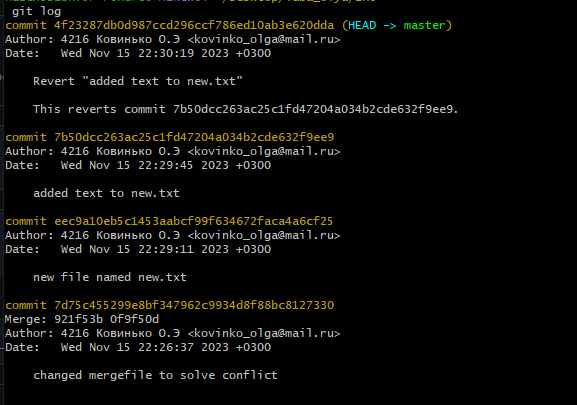 git log
commit 4f23287db0d987ccd296ccf786ed10ab3e620dda (HEAD -> master)
Author: 4216 Ковинько О.Э <kovinko_olga@mail.ru>
Date:   Wed Nov 15 22:30:19 2023 +0300
Revert "added text to new.txt"
This reverts commit 7b50dcc263ac25c1fd47204a034b2cde632f9ee9.
commit 7b50dcc263ac25c1fd47204a034b2cde632f9ee9
Author: 4216 Ковинько О.Э <kovinko_olga@mail.ru>
Date:   Wed Nov 15 22:29:45 2023 +0300
added text to new.txt
commit eec9a10eb5c1453aabcf99f634672faca4a6cf25
Author: 4216 Ковинько О.Э <kovinko_olga@mail.ru>
Date:   Wed Nov 15 22:29:11 2023 +0300
new file named new.txt
commit 7d75c455299e8bf347962c9934d8f88bc8127330
Merge: 921f53b 0f9f50d
Author: 4216 Ковинько О.Э <kovinko_olga@mail.ru>
Date:   Wed Nov 15 22:26:37 2023 +0300
changed mergefile to solve conflict